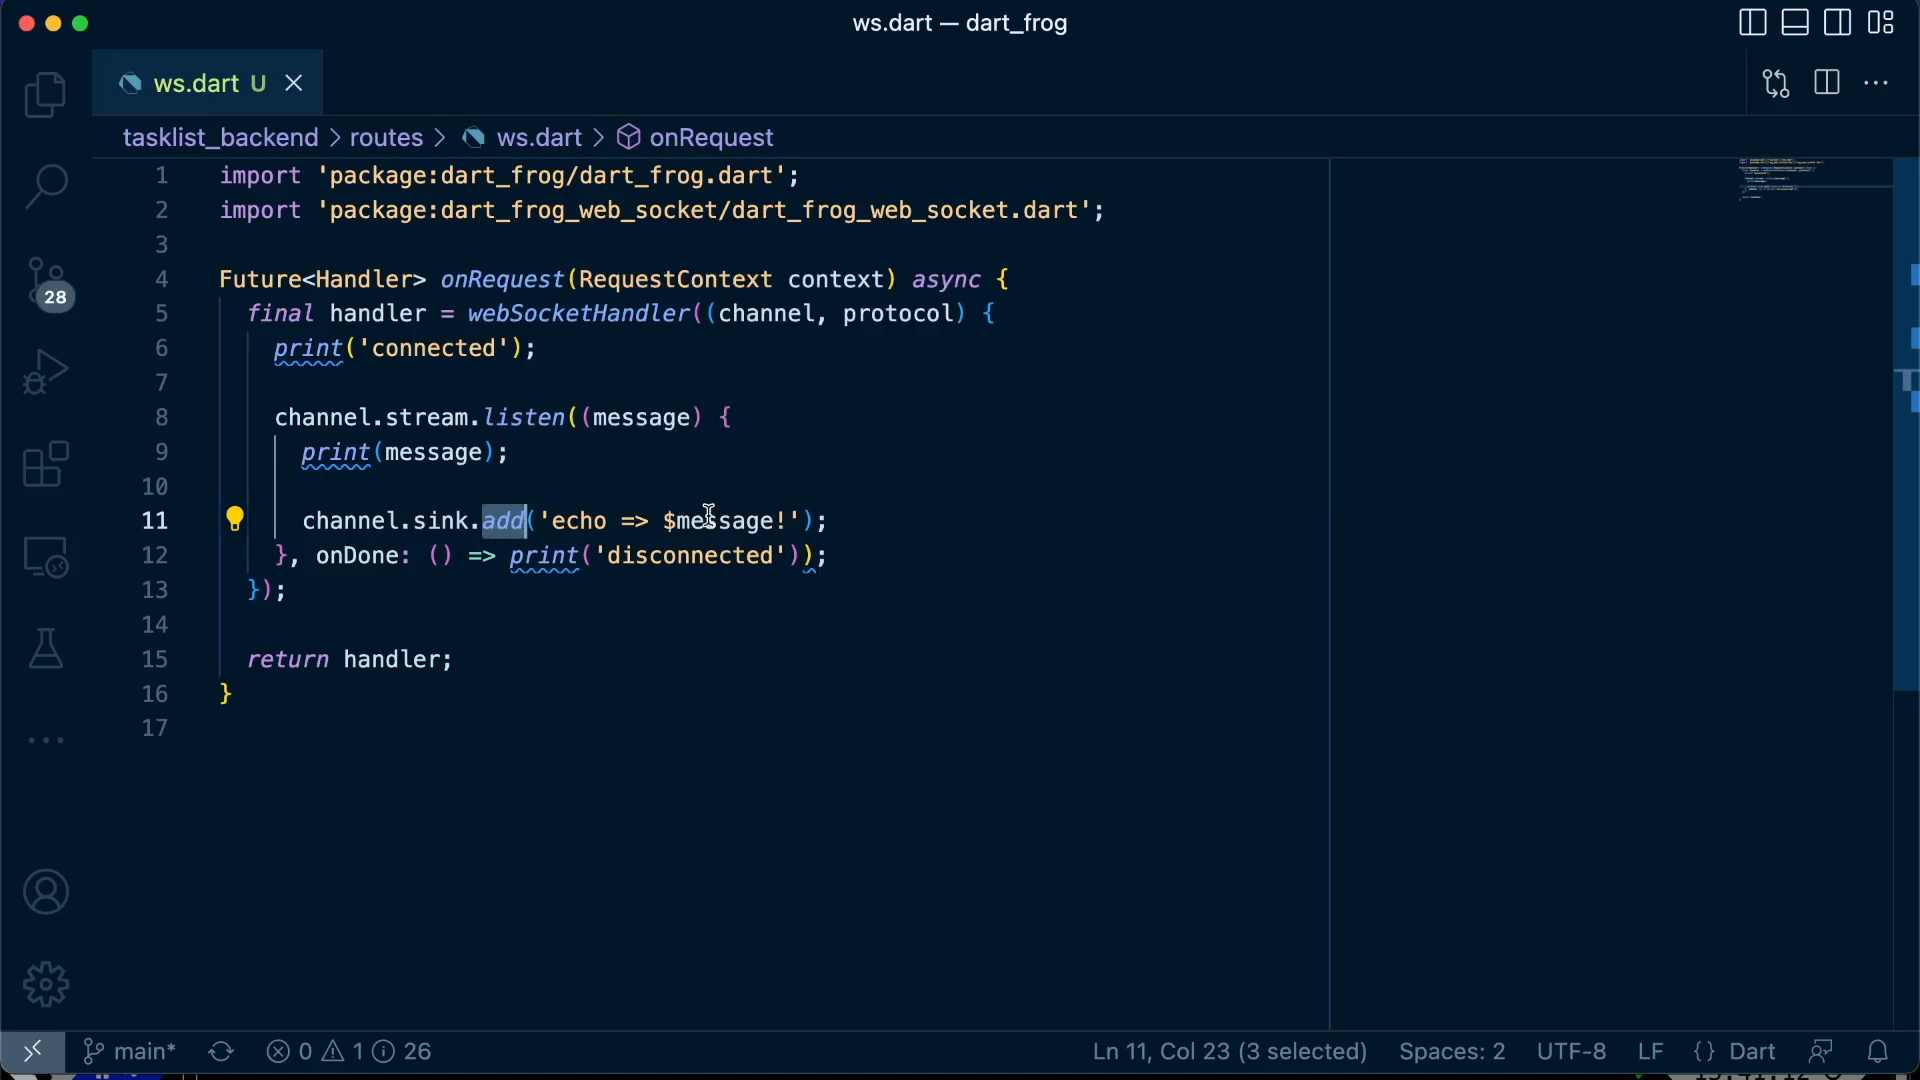 ws.dart — dart_frog
ws.dart U
tasklist_backend > routes > ws.dart > onRequest
1 import 'package:dart_frog/dart_frog.dart';
2 import 'package:dart_frog_web_socket/dart_frog_web_socket.dart';
3
4 Future<Handler> onRequest(RequestContext context) async {
5 final handler = webSocketHandler((channel, protocol) {
6 print('connected');
7
8 channel.stream.listen((message) {
9 print(message);
10
11 channel.sink.add('echo => $message!');
12 }, onDone: () => print('disconnected'));
13 });
14
15 return handler;
16 }
17
28
main* 0 1 26 Ln 11, Col 23 (3 selected) Spaces: 2 UTF-8 LF {} Dart